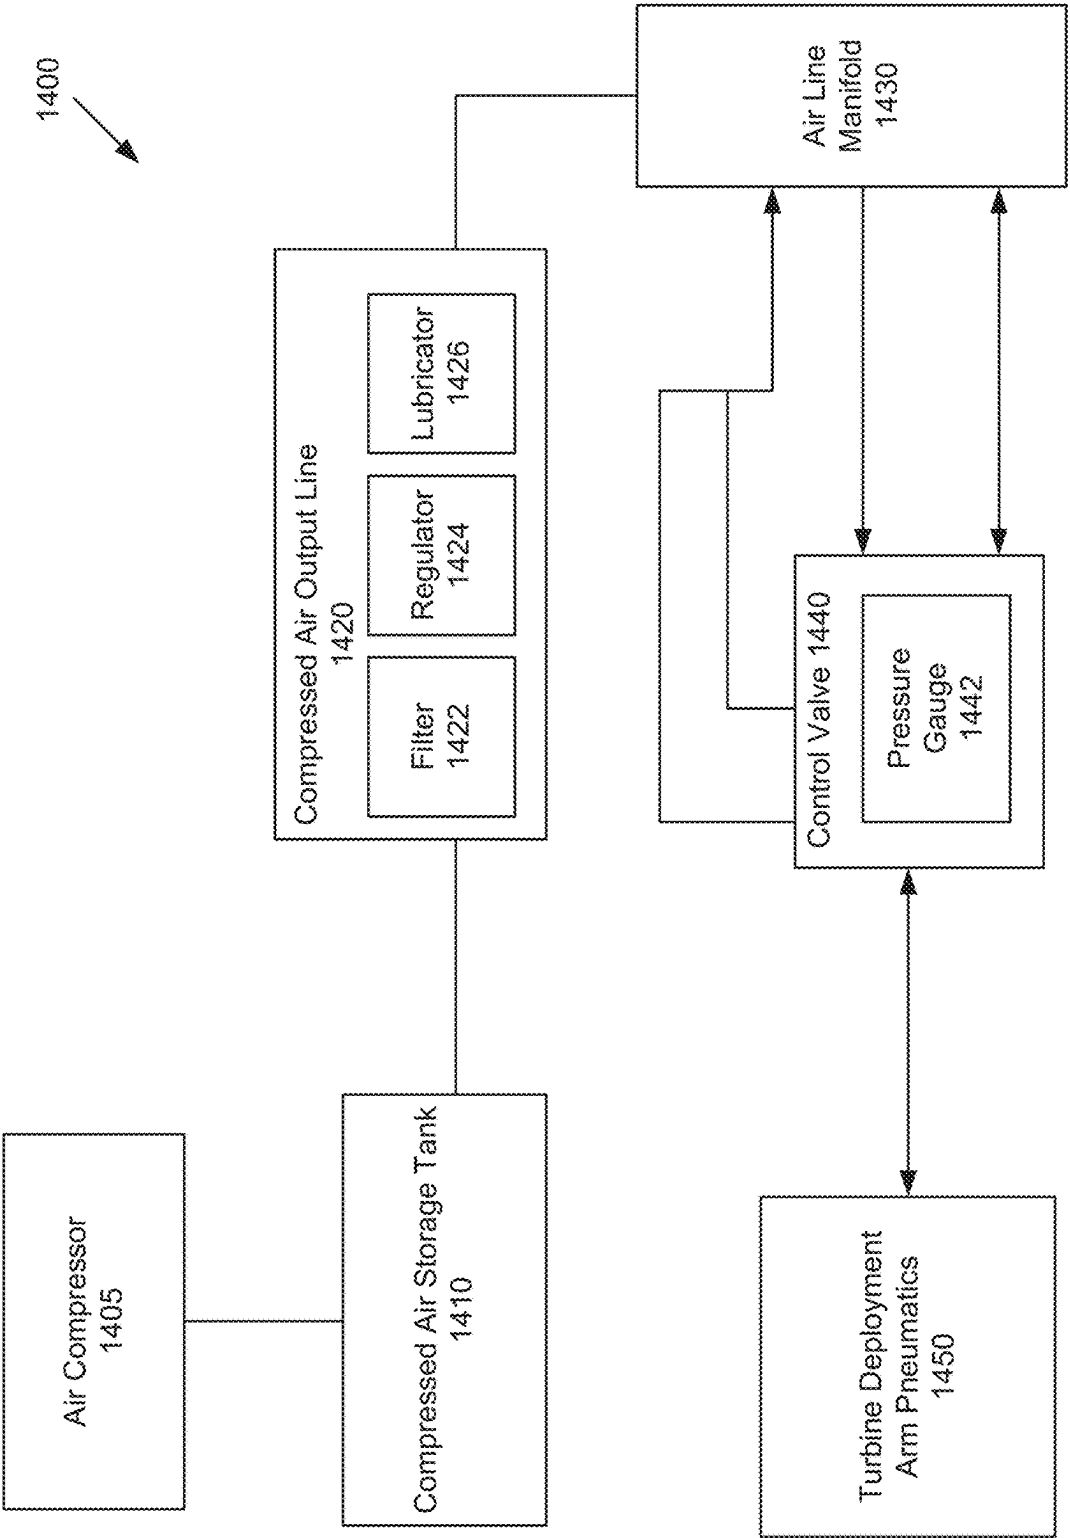 1400
Air Compressor
1405
Compressed Air Storage Tank
1410
Compressed Air Output Line
1420
Filter
1422
Regulator
1424
Lubricator
1426
Air Line
Manifold
1430
Control Valve 1440
Pressure
Gauge
1442
Turbine Deployment
Arm Pneumatics
1450